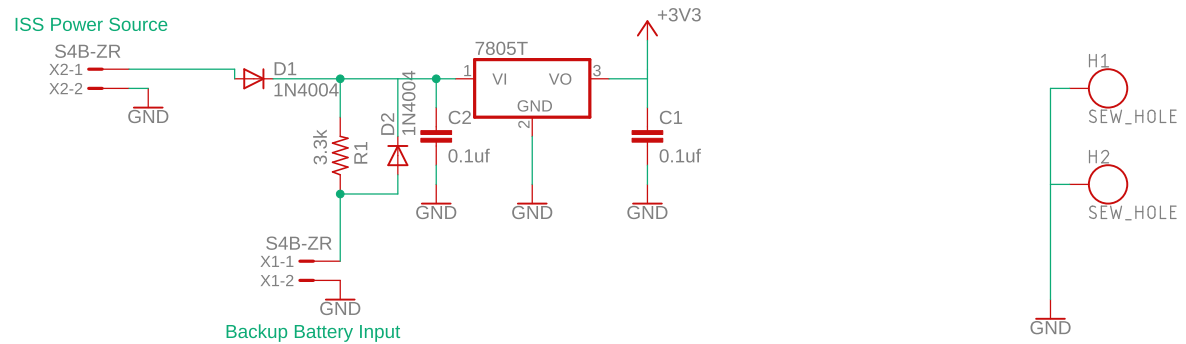 ISS Power Source
S4B-ZR
X2-1
X2-2
GND
D1
1N4004
3.3k
R1
D2
1N4004
7805T
1
VI
VO
3
GND
2
+3V3
C2
0.1uf
C1
0.1uf
GND
GND
GND
S4B-ZR
X1-1
X1-2
GND
Backup Battery Input
H1
SEW_HOLE
H2
SEW_HOLE
GND